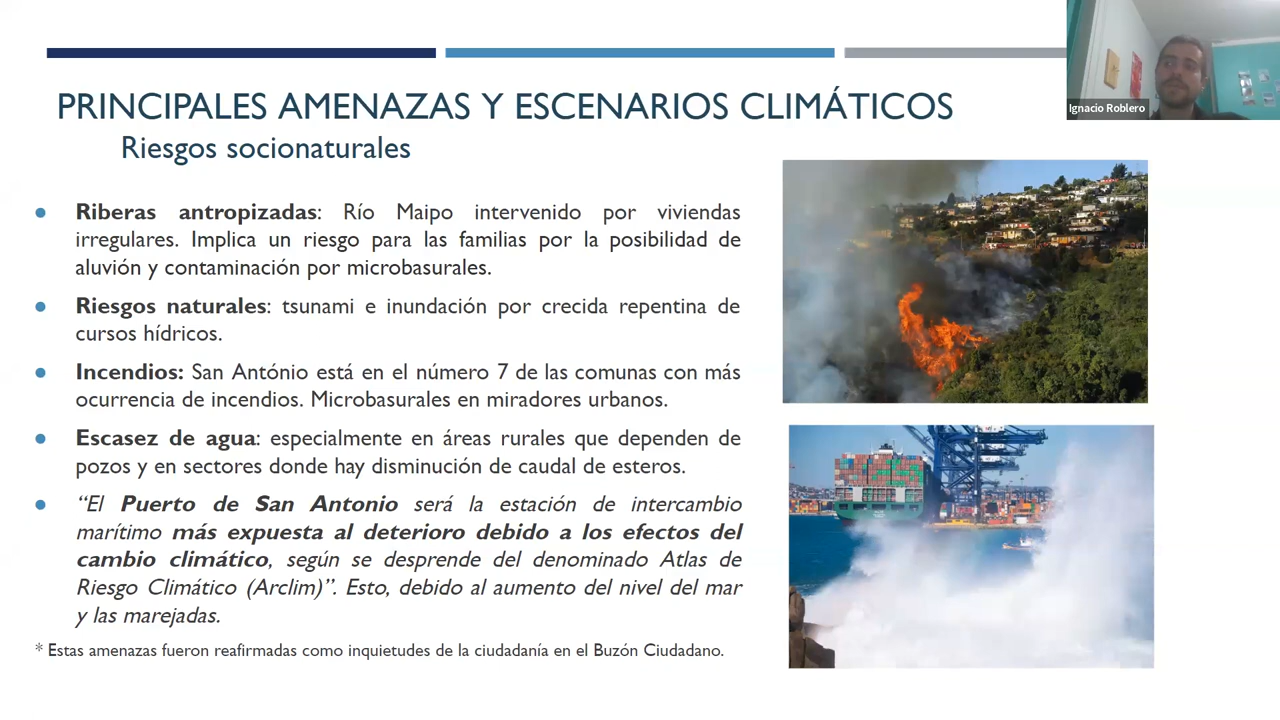 PRINCIPALES AMENAZAS Y ESCENARIOS CLIMÁTICOS
Ignacio Roblero
Riesgos socionaturales
Riberas antropizadas: Río Maipo intervenido por viviendas
irregulares. Implica un riesgo para las familias por la posibilidad de
aluvión y contaminación por microbasurales.
Riesgos naturales: tsunami e inundación por crecida repentina de
cursos hídricos.
Incendios: San António está en el número 7 de las comunas con más
ocurrencia de incendios. Microbasurales en miradores urbanos.
Escasez de agua: especialmente en áreas rurales que dependen de
pozos y en sectores donde hay disminución de caudal de esteros.
“El Puerto de San Antonio será la estación de intercambio
marítimo más expuesta al deterioro debido a los efectos del
cambio climático, según se desprende del denominado Atlas de
Riesgo Climático (Arclim)”. Esto, debido al aumento del nivel del mar
y las marejadas.
* Estas amenazas fueron reafirmadas como inquietudes de la ciudadanía en el Buzón Ciudadano.